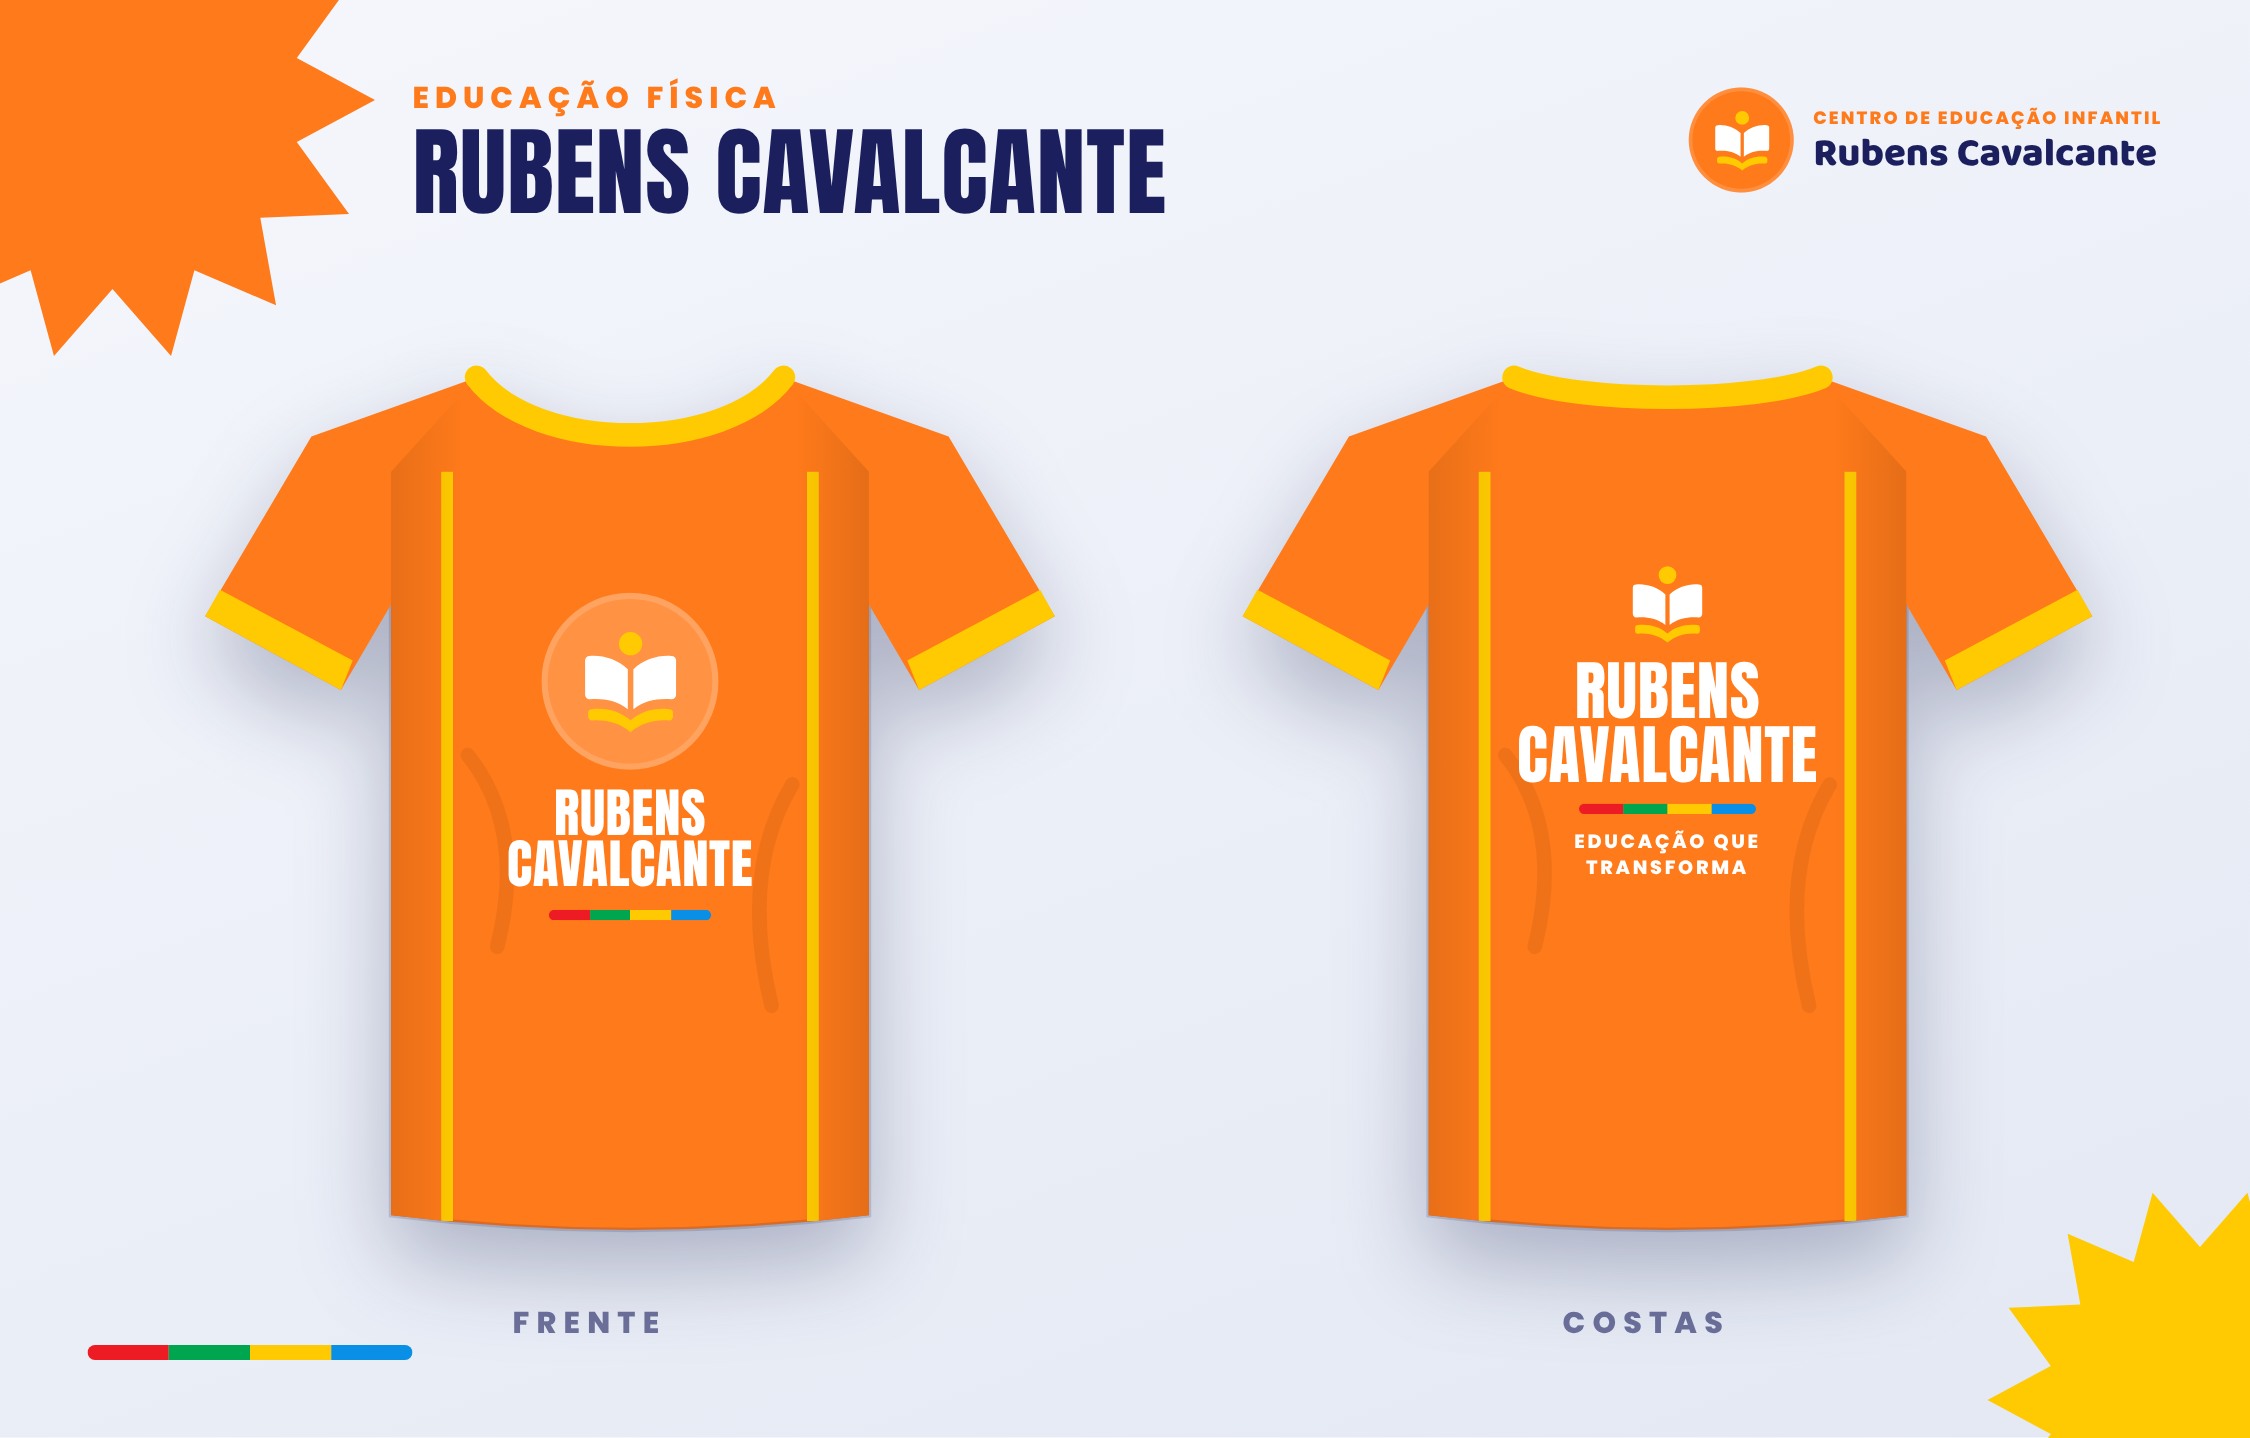 EDUCAÇÃO FÍSICA
RUBENS CAVALCANTE
CENTRO DE EDUCAÇÃO INFANTIL
Rubens Cavalcante
RUBENS
CAVALCANTE
RUBENS
CAVALCANTE
EDUCAÇÃO QUE
TRANSFORMA
FRENTE
COSTAS